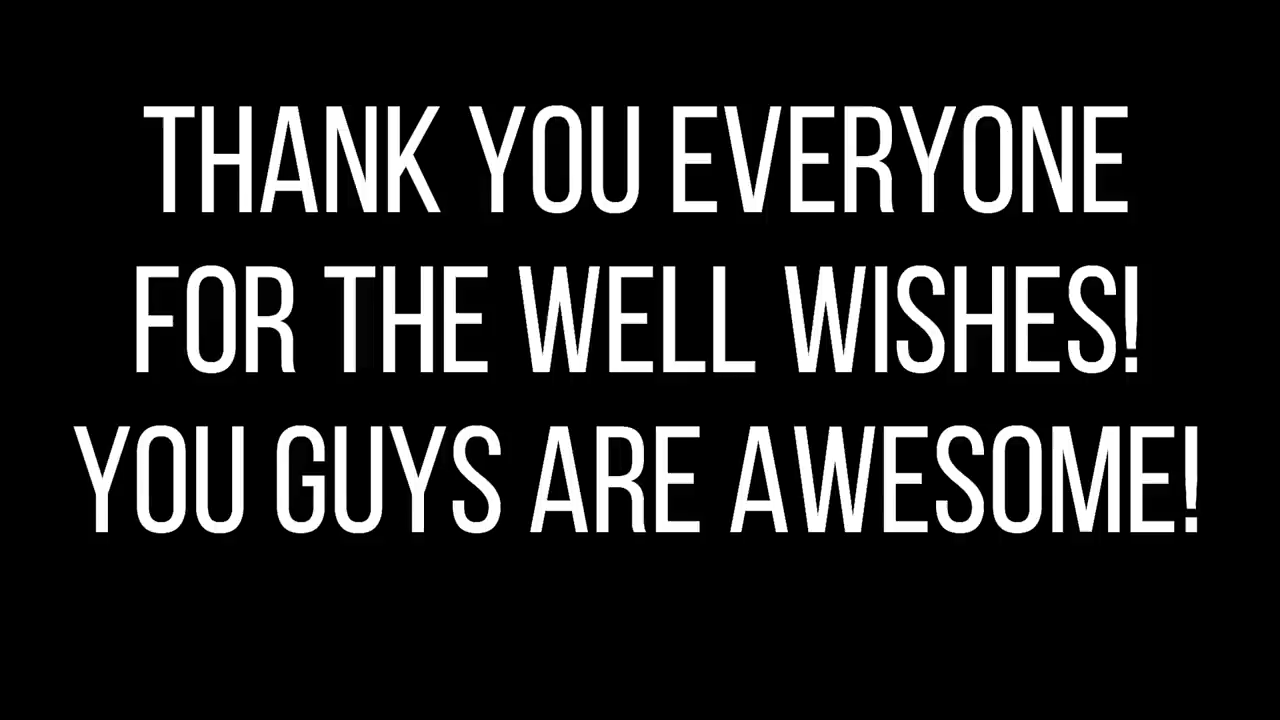 THANK YOU EVERYONE
FOR THE WELL WISHES!
YOU GUYS ARE AWESOME!